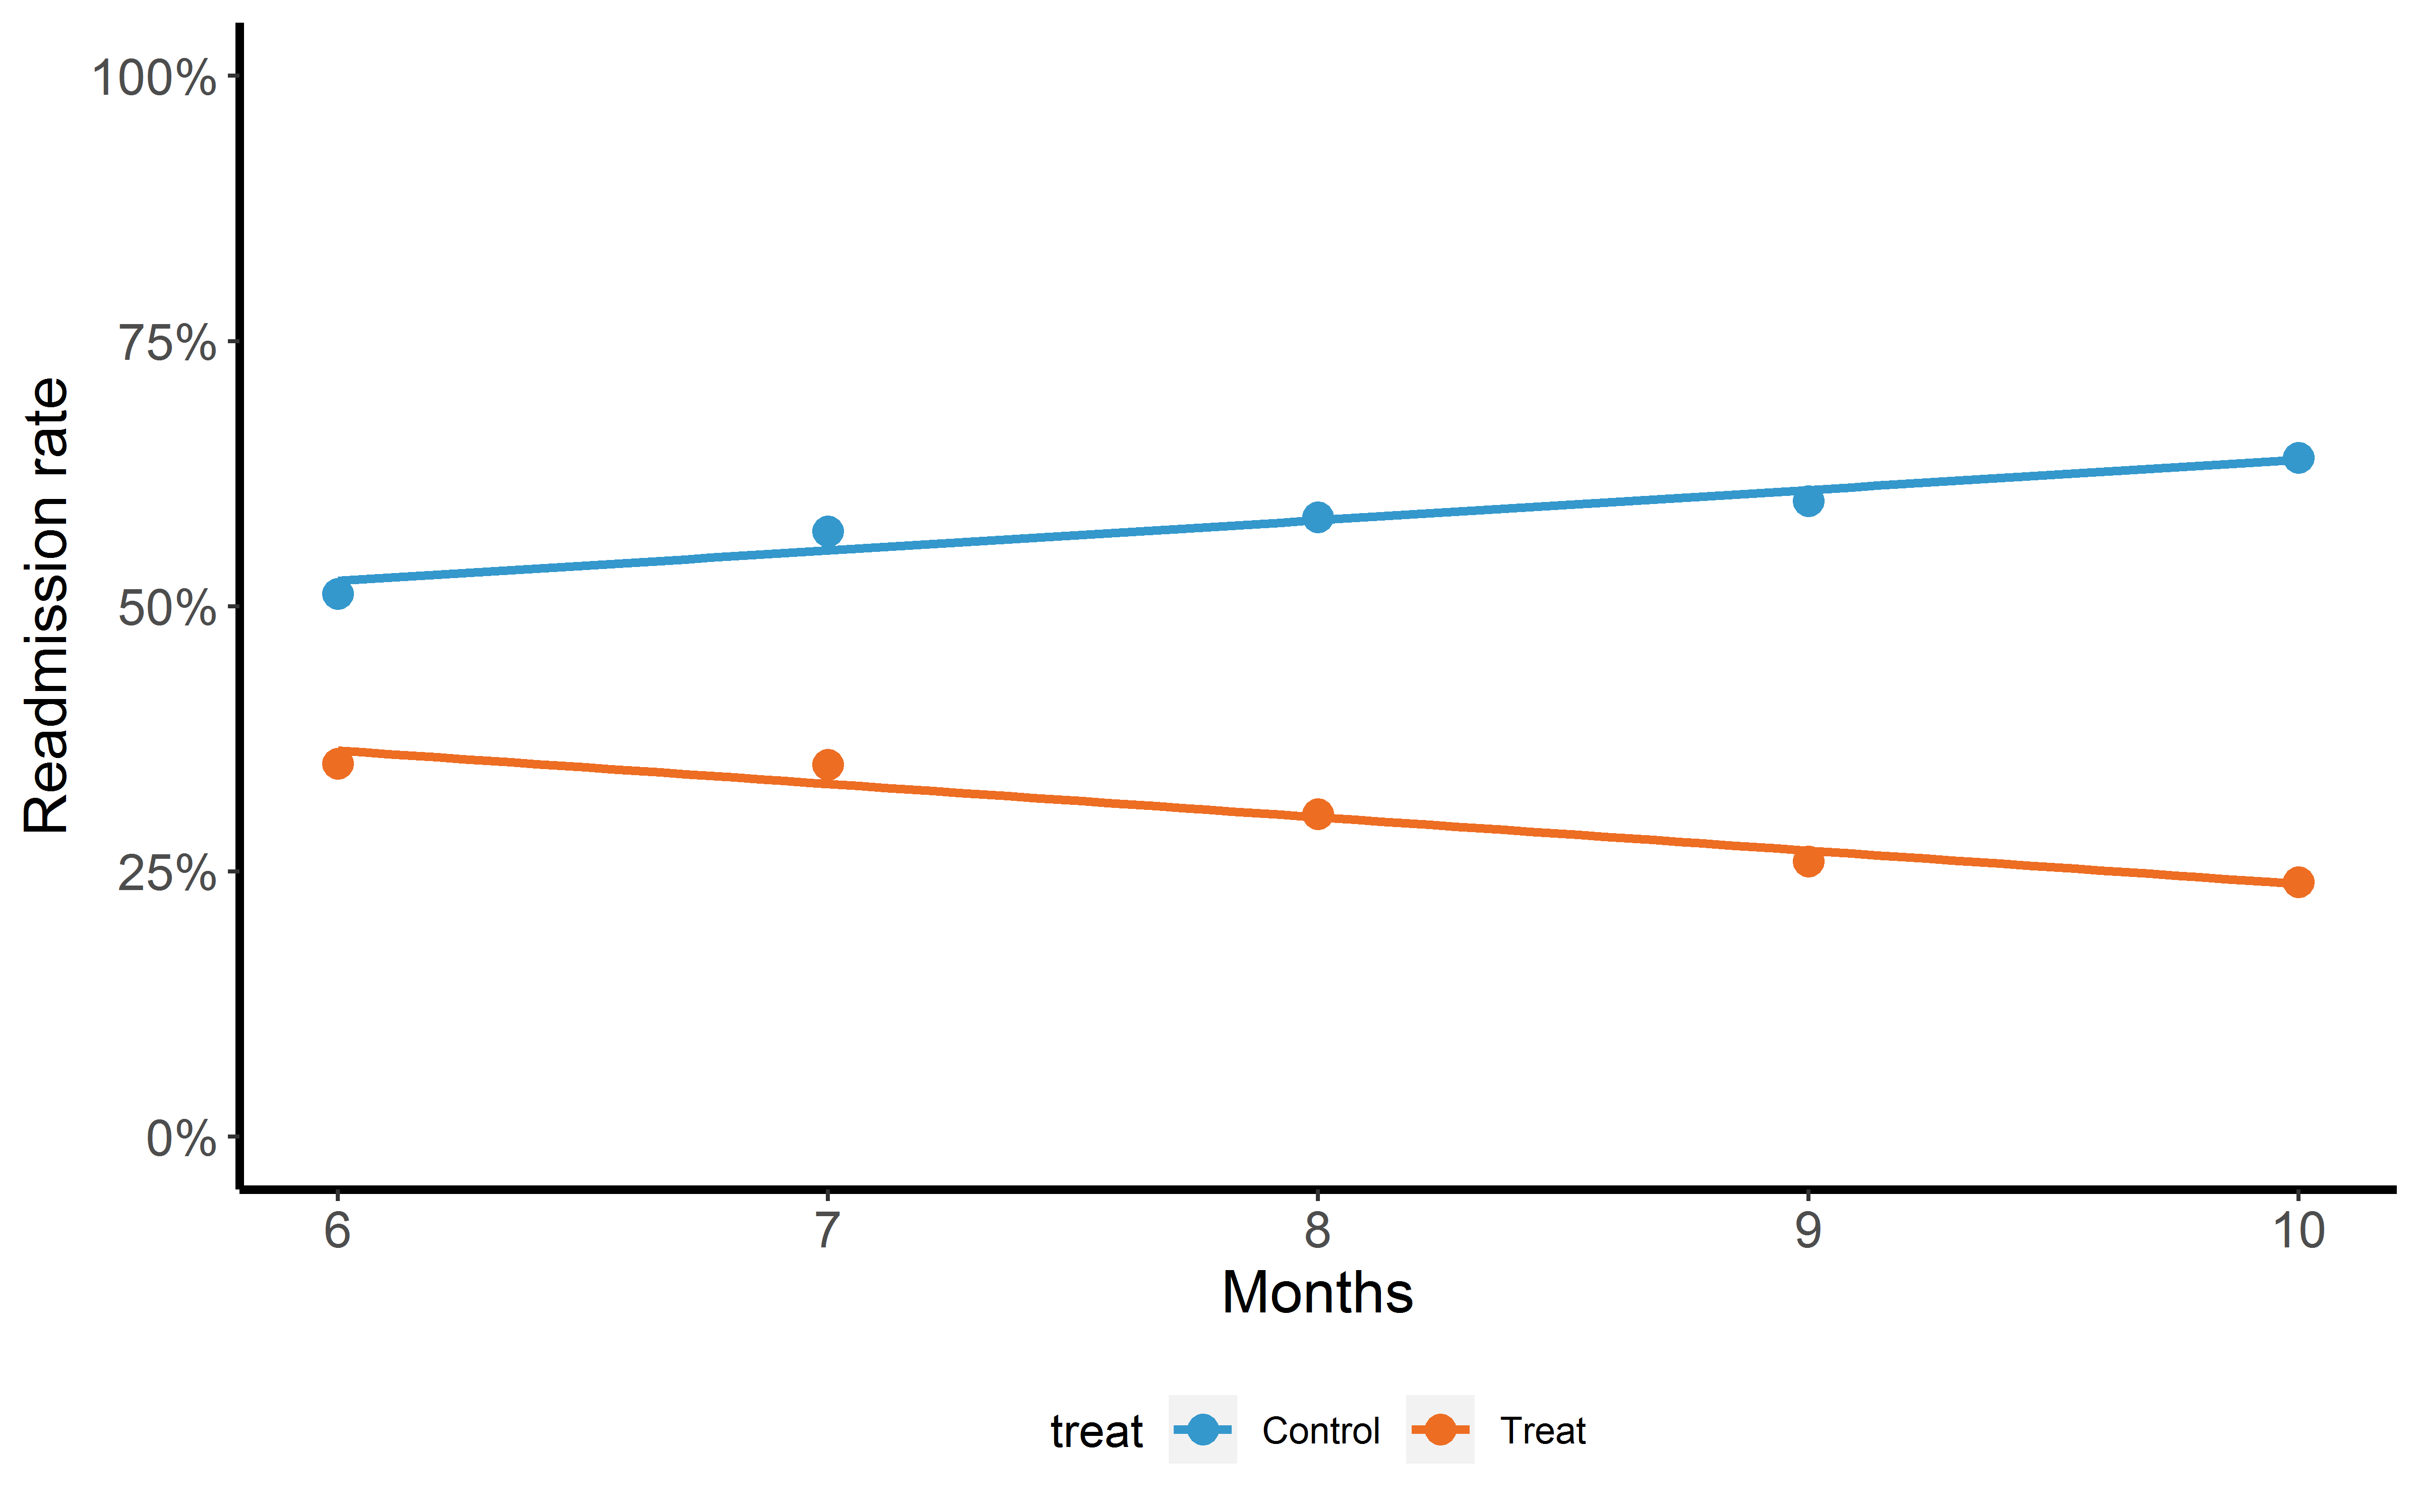 Readmission rate
100%
75%
50%
25%
0%
6 7 8 9 10
Months
treat Control Treat